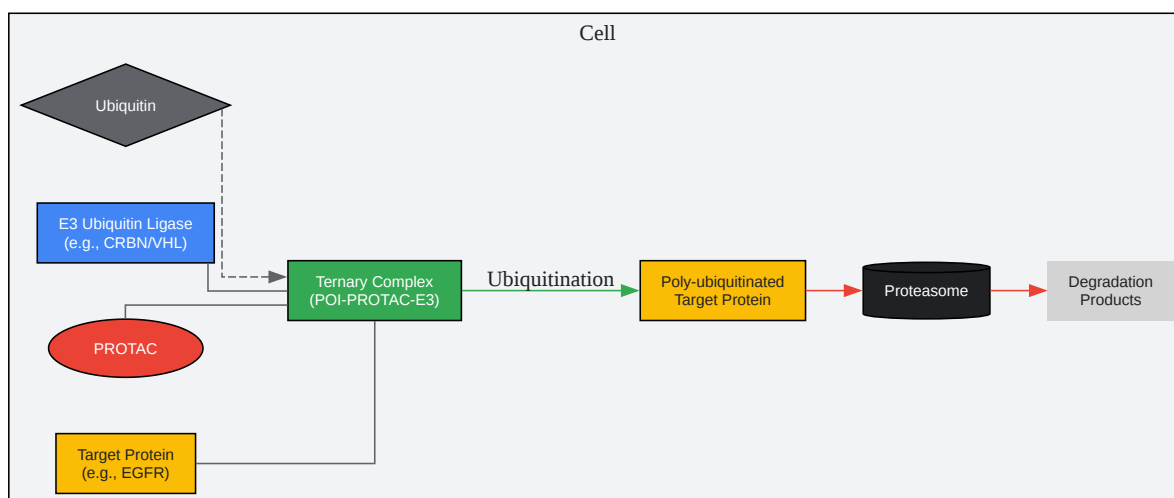 Cell
Ubiquitin
E3 Ubiquitin Ligase
(e.g., CRBN/VHL)
PROTAC
Target Protein
(e.g., EGFR)
Ternary Complex
(POI-PROTAC-E3)
Ubiquitination
Poly-ubiquitinated
Target Protein
Proteasome
Degradation
Products